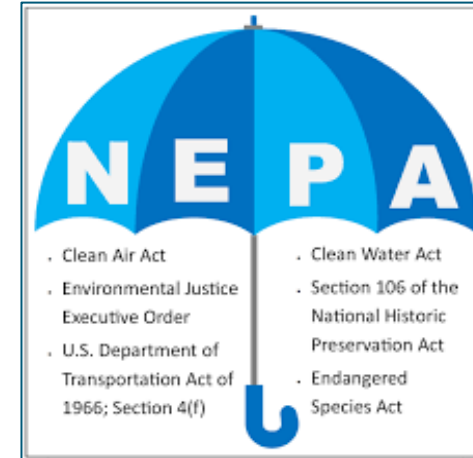 N E P A
. Clean Air Act
. Environmental Justice
Executive Order
. U.S. Department of
Transportation Act of
1966; Section 4(f)
. Clean Water Act
. Section 106 of the
National Historic
Preservation Act
. Endangered
Species Act